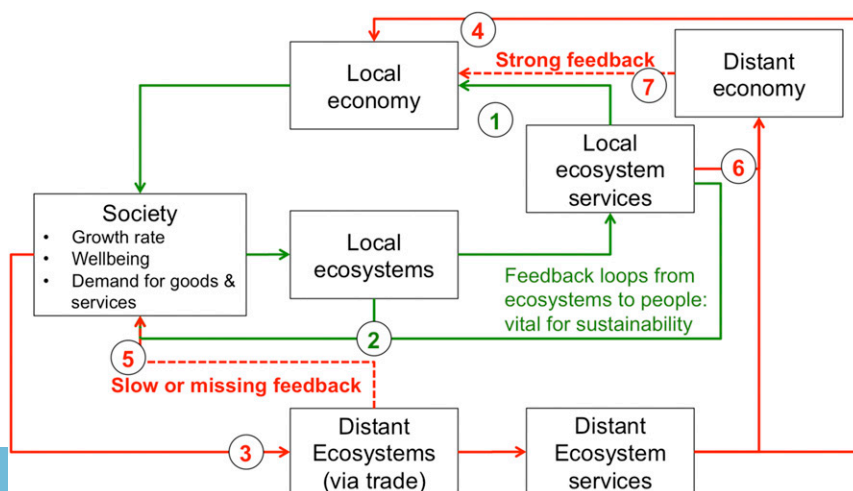 4
Strong feedback
Distant
economy
Local
economy
7
1
Local
ecosystem
services
6
Society
• Growth rate
• Wellbeing
• Demand for goods &
services
Local
ecosystems
Feedback loops from
ecosystems to people:
vital for sustainability
2
5
Slow or missing feedback
3
Distant
Ecosystems
(via trade)
Distant
Ecosystem
services